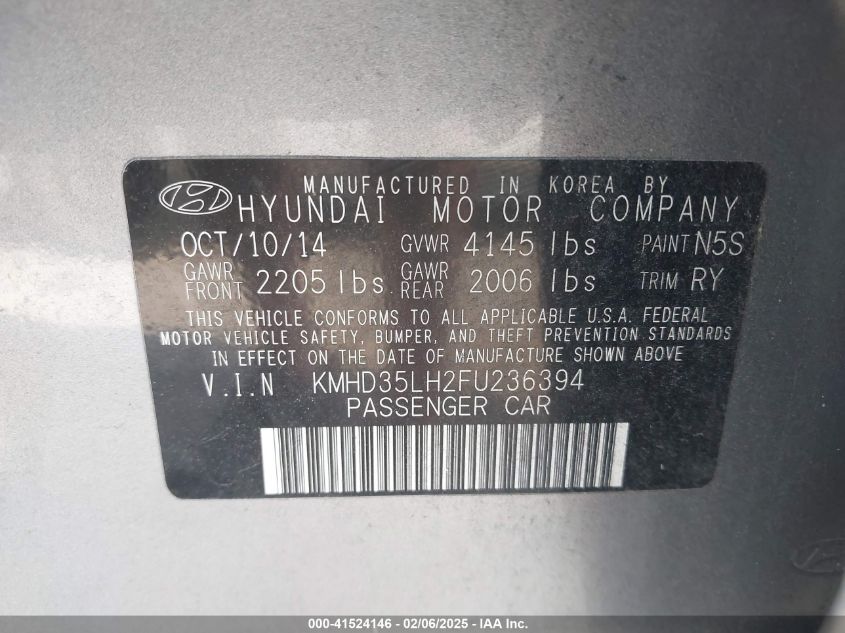 MANUFACTURED IN KOREA BY
HYUNDAI MOTOR COMPANY
OCT/10/14 GVWR 4145 lbs PAINT N5S
GAWR FRONT 2205 lbs GAWR REAR 2006 lbs TRIM RY
THIS VEHICLE CONFORMS TO ALL APPLICABLE U.S.A. FEDERAL
MOTOR VEHICLE SAFETY, BUMPER, AND THEFT PREVENTION STANDARDS
IN EFFECT ON THE DATE OF MANUFACTURE SHOWN ABOVE
V.I.N KMHD35LH2FU236394
PASSENGER CAR
000-41524146 - 02/06/2025 - © IAA Inc.